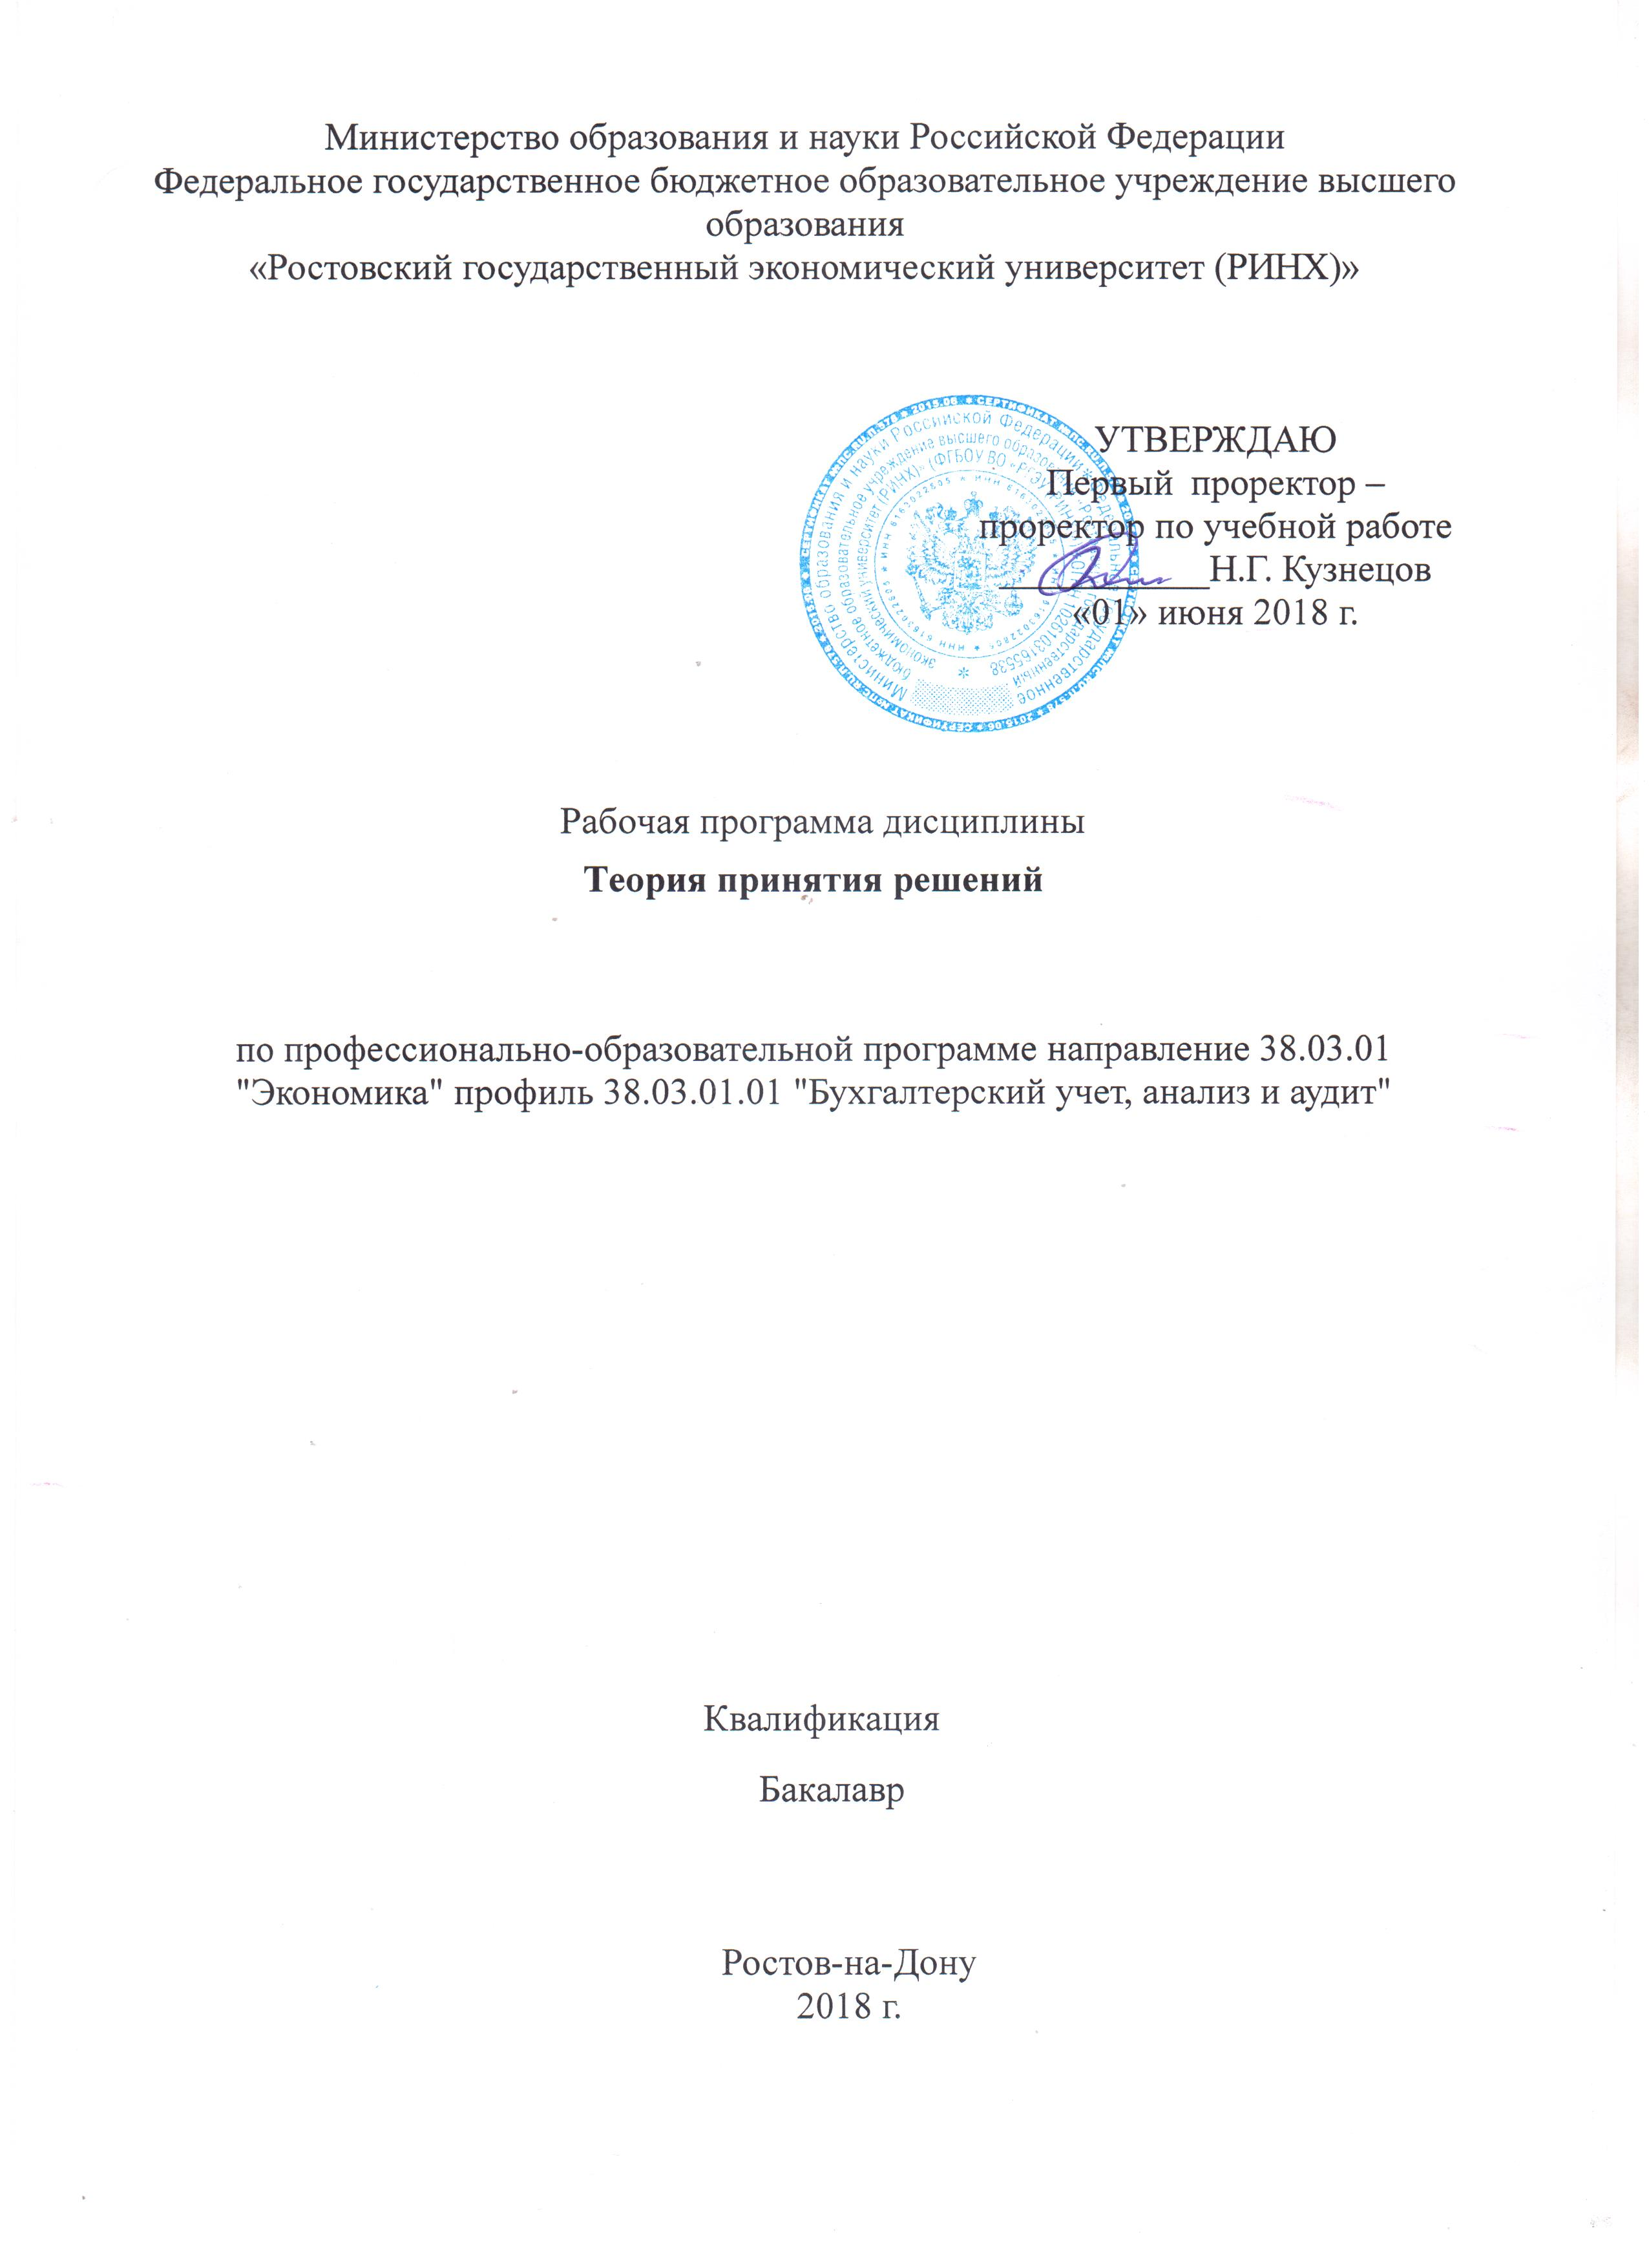 Министерство образования и науки Российской Федерации
Федеральное государственное бюджетное образовательное учреждение высшего
образования
«Ростовский государственный экономический университет (РИНХ)»
УТВЕРЖДАЮ
Первый проректор –
проректор по учебной работе
Н.Г. Кузнецов
«01» июня 2018 г.
Рабочая программа дисциплины
Теория принятия решений
по профессионально-образовательной программе направление 38.03.01
"Экономика" профиль 38.03.01.01 "Бухгалтерский учет, анализ и аудит"
Квалификация
Бакалавр
Ростов-на-Дону
2018 г.